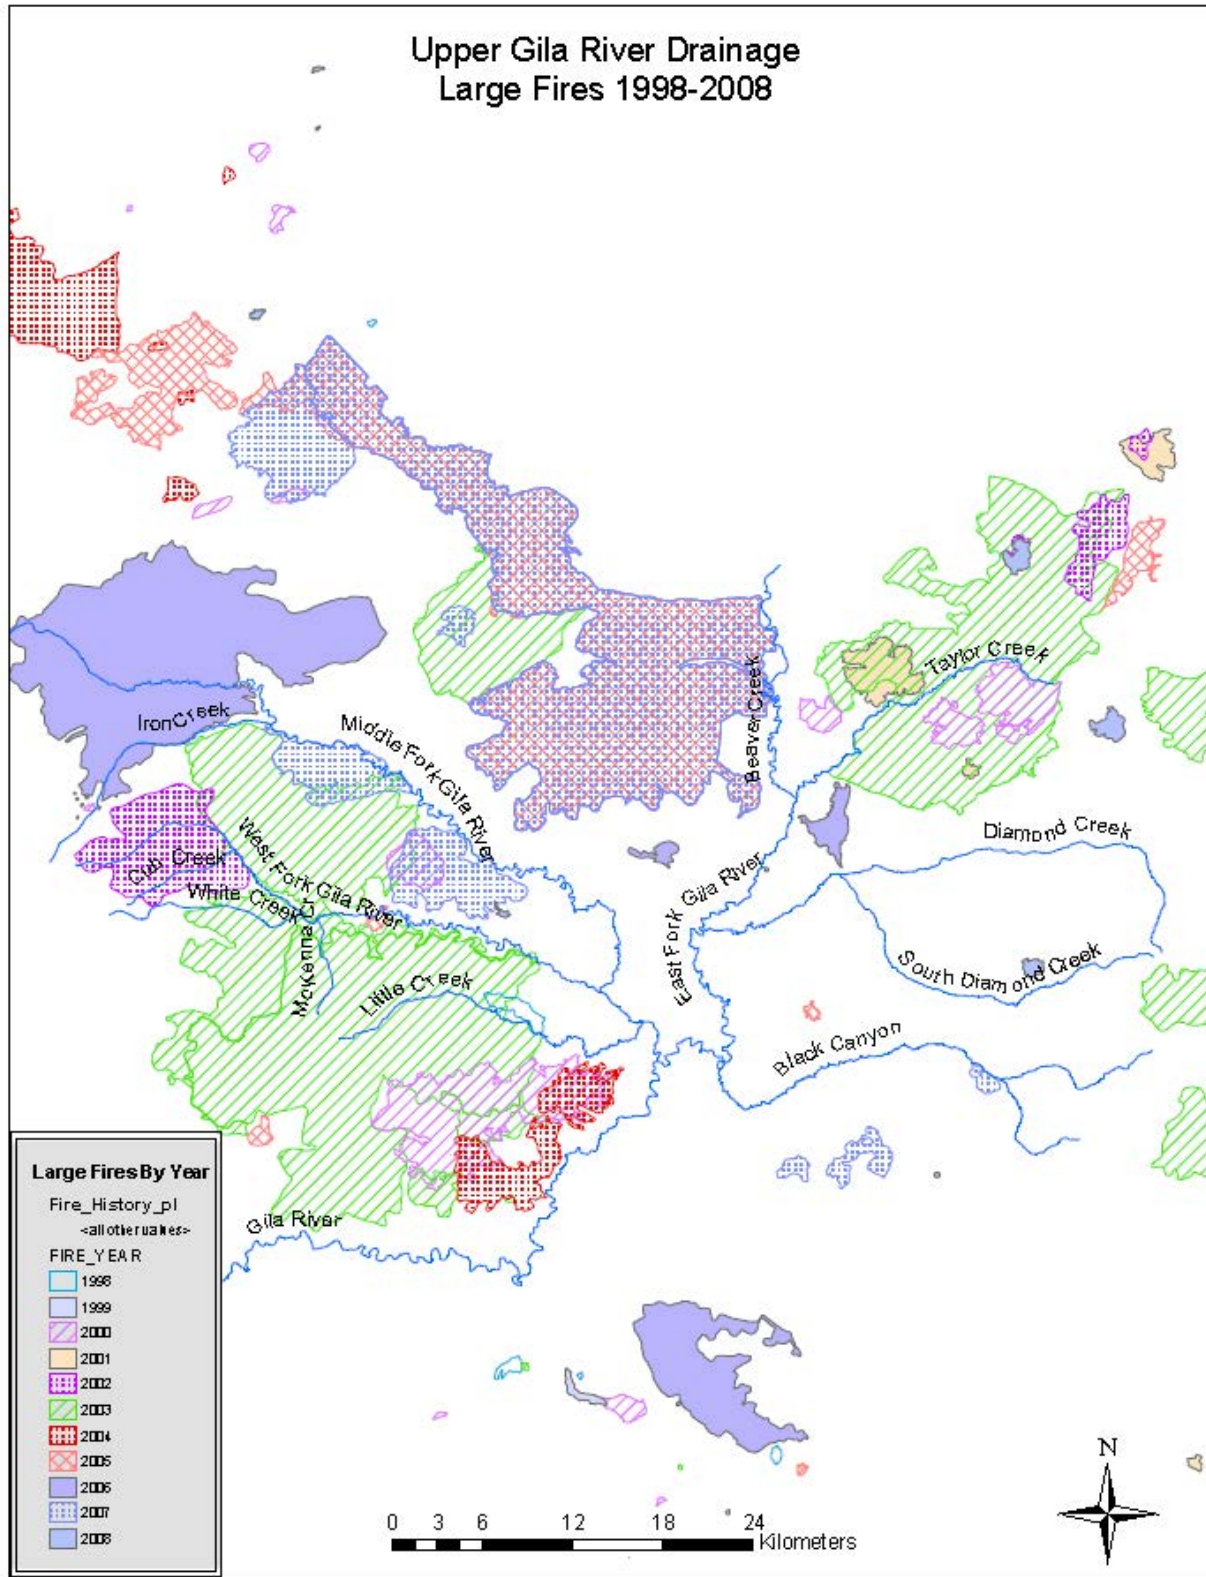 Upper Gila River Drainage
Large Fires 1998-2008
Taylor Creek
Beaver Creek
Iron Creek
Middle Fork Gila River
Diamond Creek
West Fork Gila River
Cub Creek
White Creek
East Fork Gila River
McKenna Cr
South Diamond Creek
Little Creek
Black Canyon
Gila River
Large Fires By Year
Fire_History_pl
<all other values>
FIRE_YEAR
1998
1999
2000
2001
2002
2003
2004
2005
2006
2007
2008
N
0 3 6 12 18 24
Kilometers